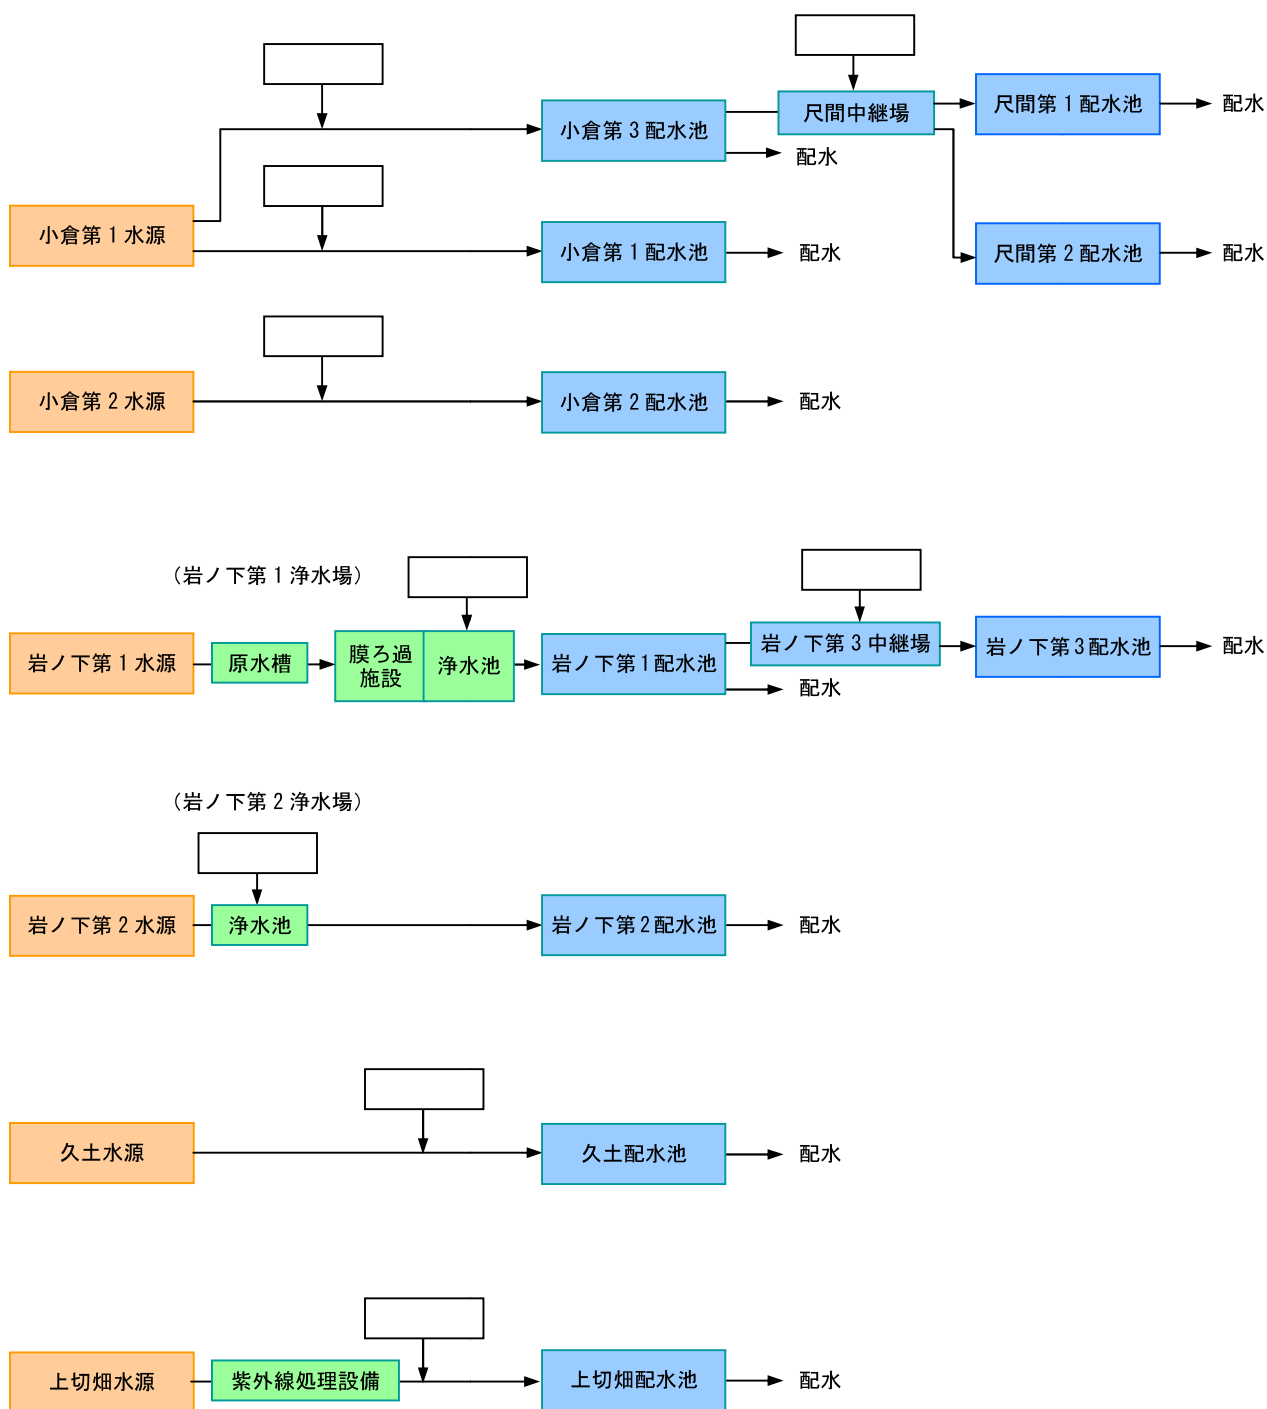 小倉第３配水池
尺間中継場
尺間第１配水池
配水
配水
小倉第１水源
小倉第１配水池
配水
尺間第２配水池
配水
小倉第２水源
小倉第２配水池
配水
（岩ノ下第１浄水場）
岩ノ下第１水源
原水槽
膜ろ過
施設
浄水池
岩ノ下第１配水池
岩ノ下第３中継場
岩ノ下第３配水池
配水
配水
（岩ノ下第２浄水場）
岩ノ下第２水源
浄水池
岩ノ下第２配水池
配水
久土水源
久土配水池
配水
上切畑水源
紫外線処理設備
上切畑配水池
配水